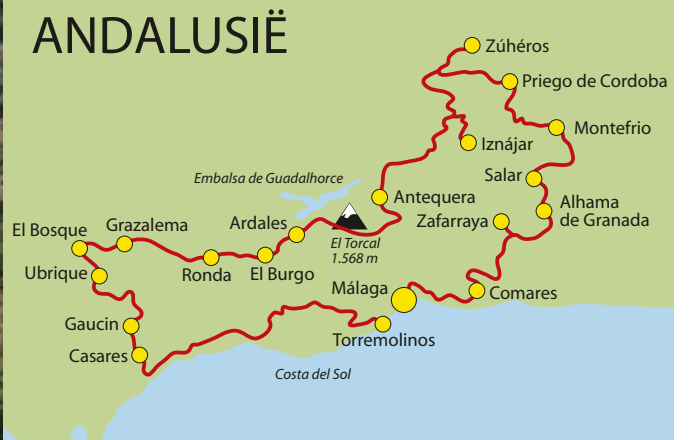 ANDALUSIË
Zúhéros
Priego de Cordoba
Montefrio
Iznájar
Salar
Embalsa de Guadalhorce
Antequera
Alhama
de Granada
Zafarraya
Ardales
El Bosque
Grazalema
El Torcal
1.568 m
Ubrique
Ronda
El Burgo
Málaga
Comares
Gaucin
Torremolinos
Casares
Costa del Sol